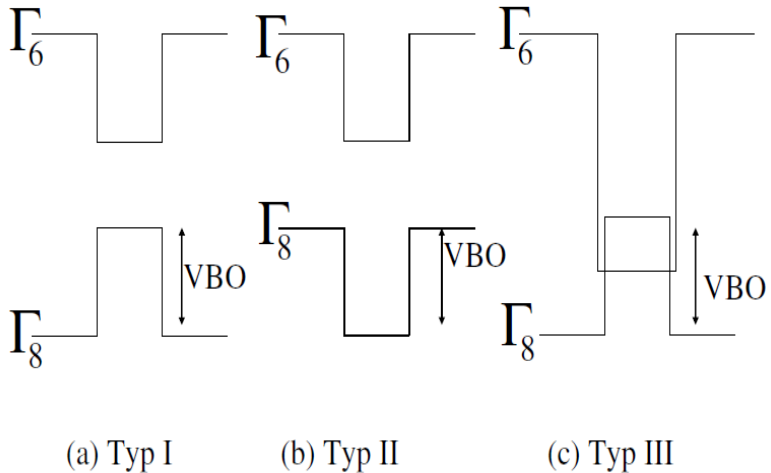 Γ6 Γ6 Γ6
Γ8
VBO VBO VBO
Γ8 Γ8
(a) Typ I (b) Typ II (c) Typ III